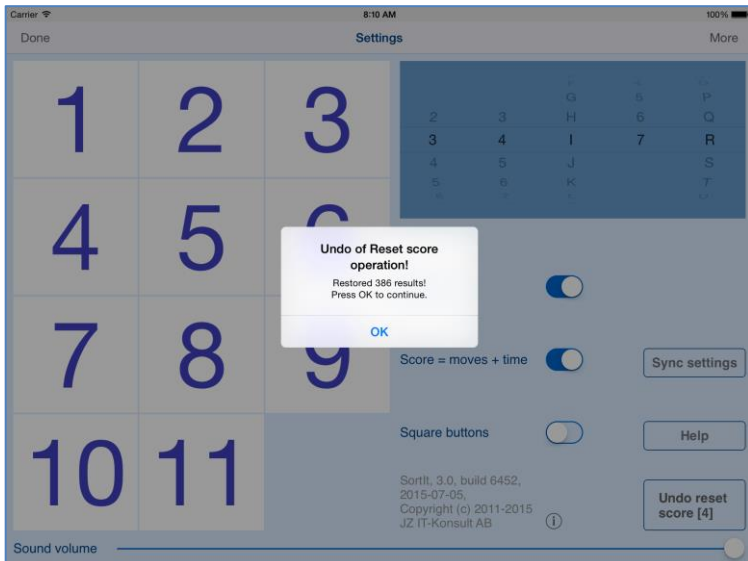 Carrier 8:10 AM 100%
Done Settings More
1 2 3
4 5 6
7 8 9
10 11
G 6 P
2 3 H 6 Q
3 4 I 7 R
4 5 J S
5 6 K T
Undo of Reset score
operation!
Restored 386 results!
Press OK to continue.
OK
Score = moves + time
Sync settings
Square buttons
Help
SortIt, 3.0, build 6452,
2015-07-05,
Copyright (c) 2011-2015
JZ IT-Konsult AB
Undo reset
score [4]
Sound volume